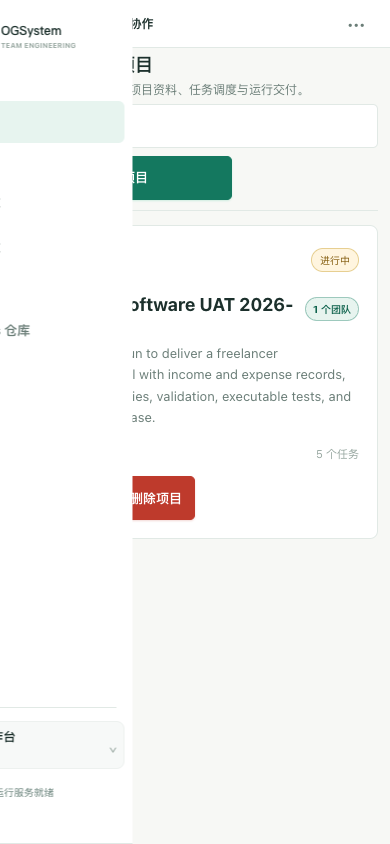 OGSystem
TEAM ENGINEERING
仓库
作台
运行服务就绪
协作
项目
项目资料、任务调度与运行交付。
项目
进行中
oftware UAT 2026-
1 个团队
un to deliver a freelancer
l with income and expense records,
ies, validation, executable tests, and
ase.
5 个任务
删除项目